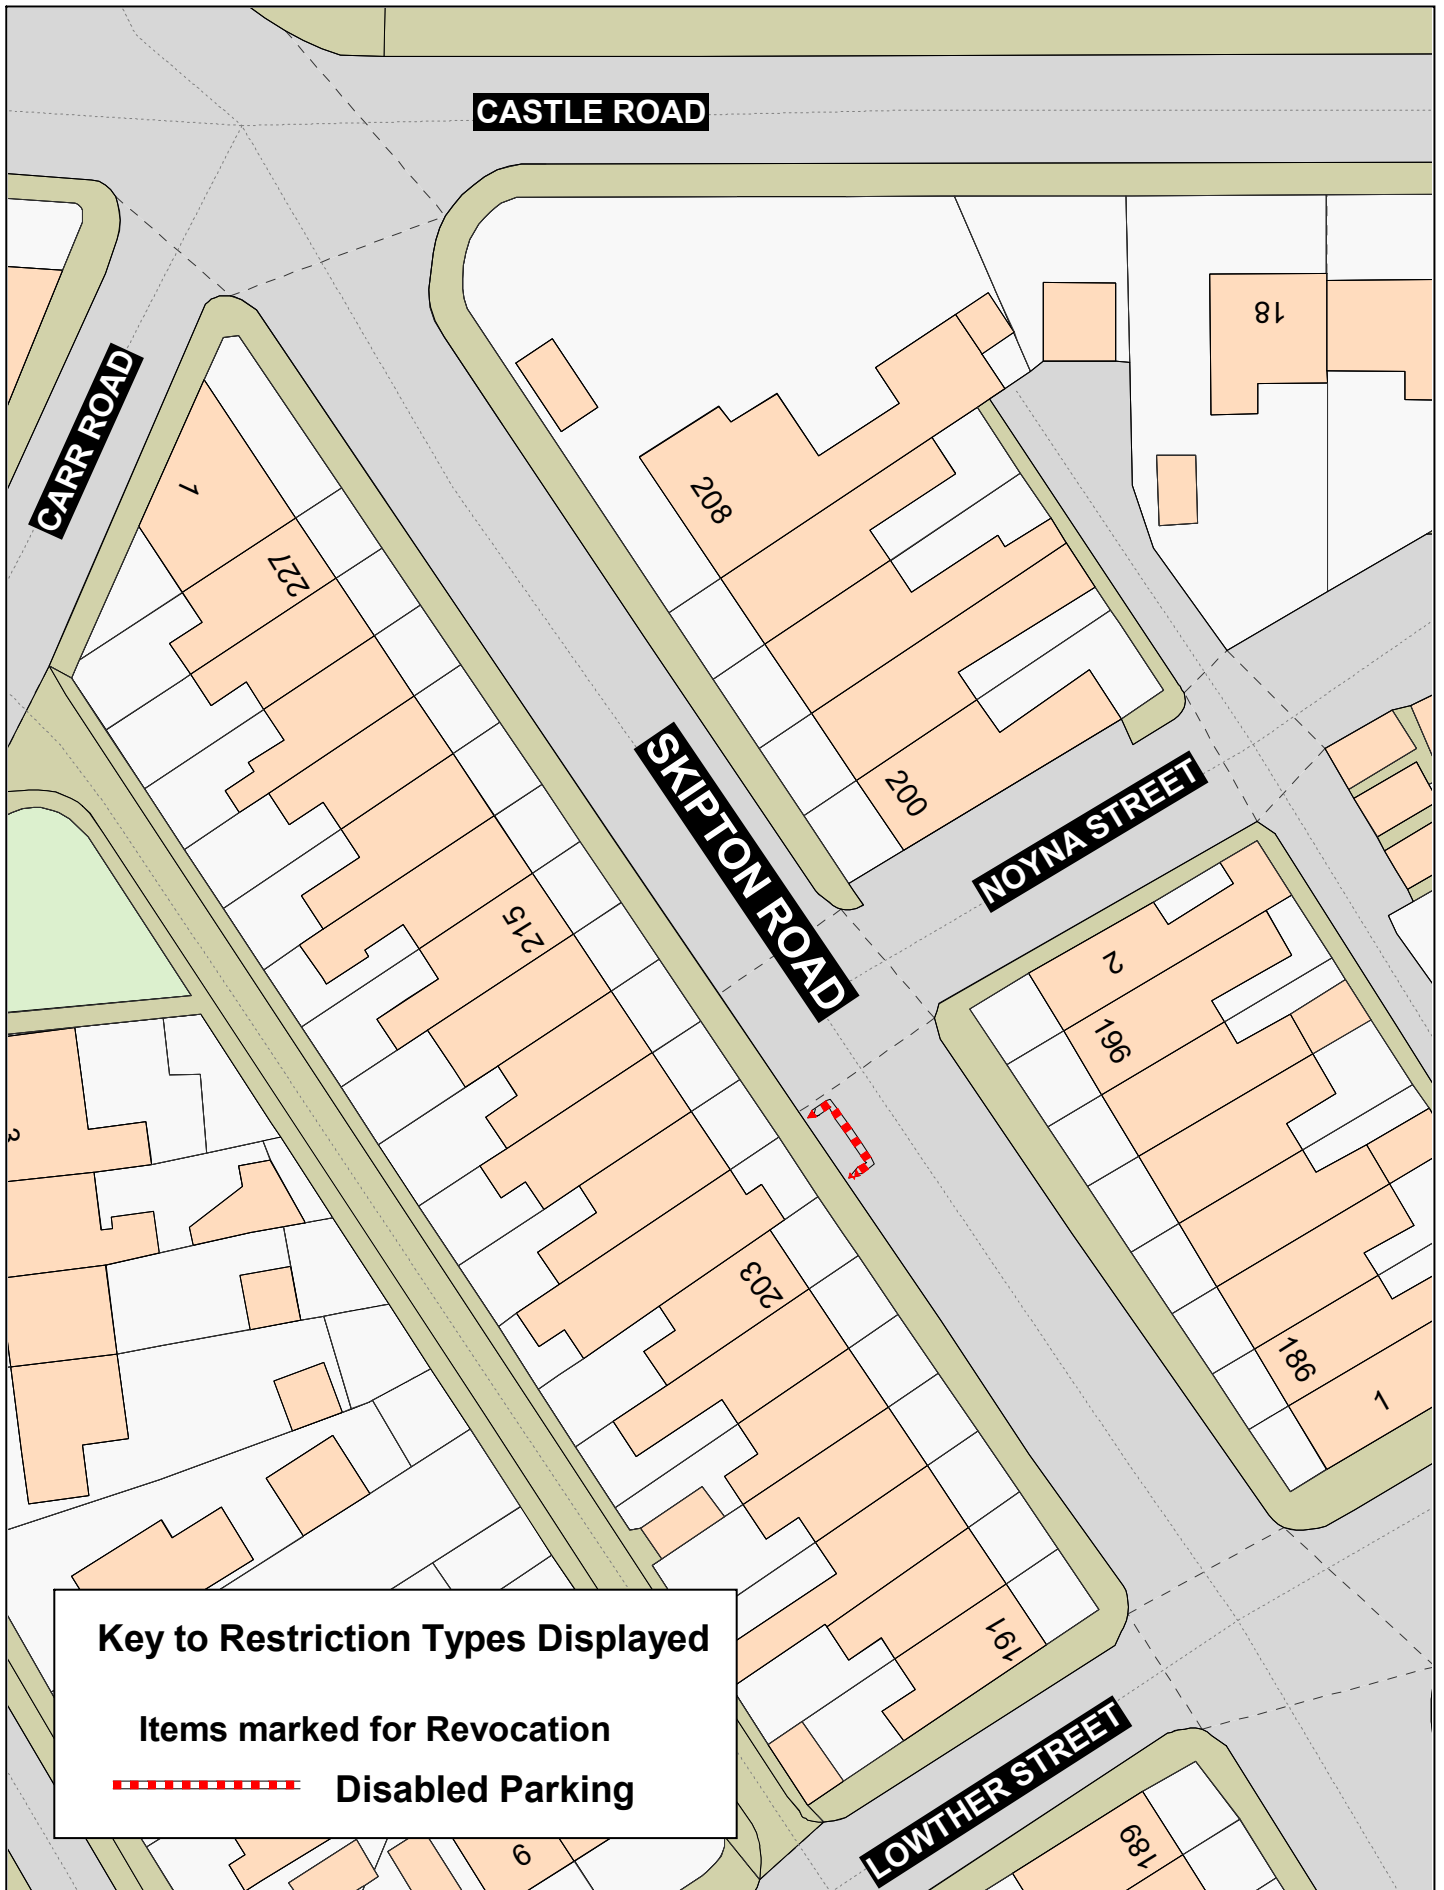 CASTLE ROAD
18
CARR ROAD
1
208
227
SKIPTON ROAD
200
NOYNA STREET
215
2
196
3
203
186
1
191
Key to Restriction Types Displayed
Items marked for Revocation
Disabled Parking
LOWTHER STREET
189
9